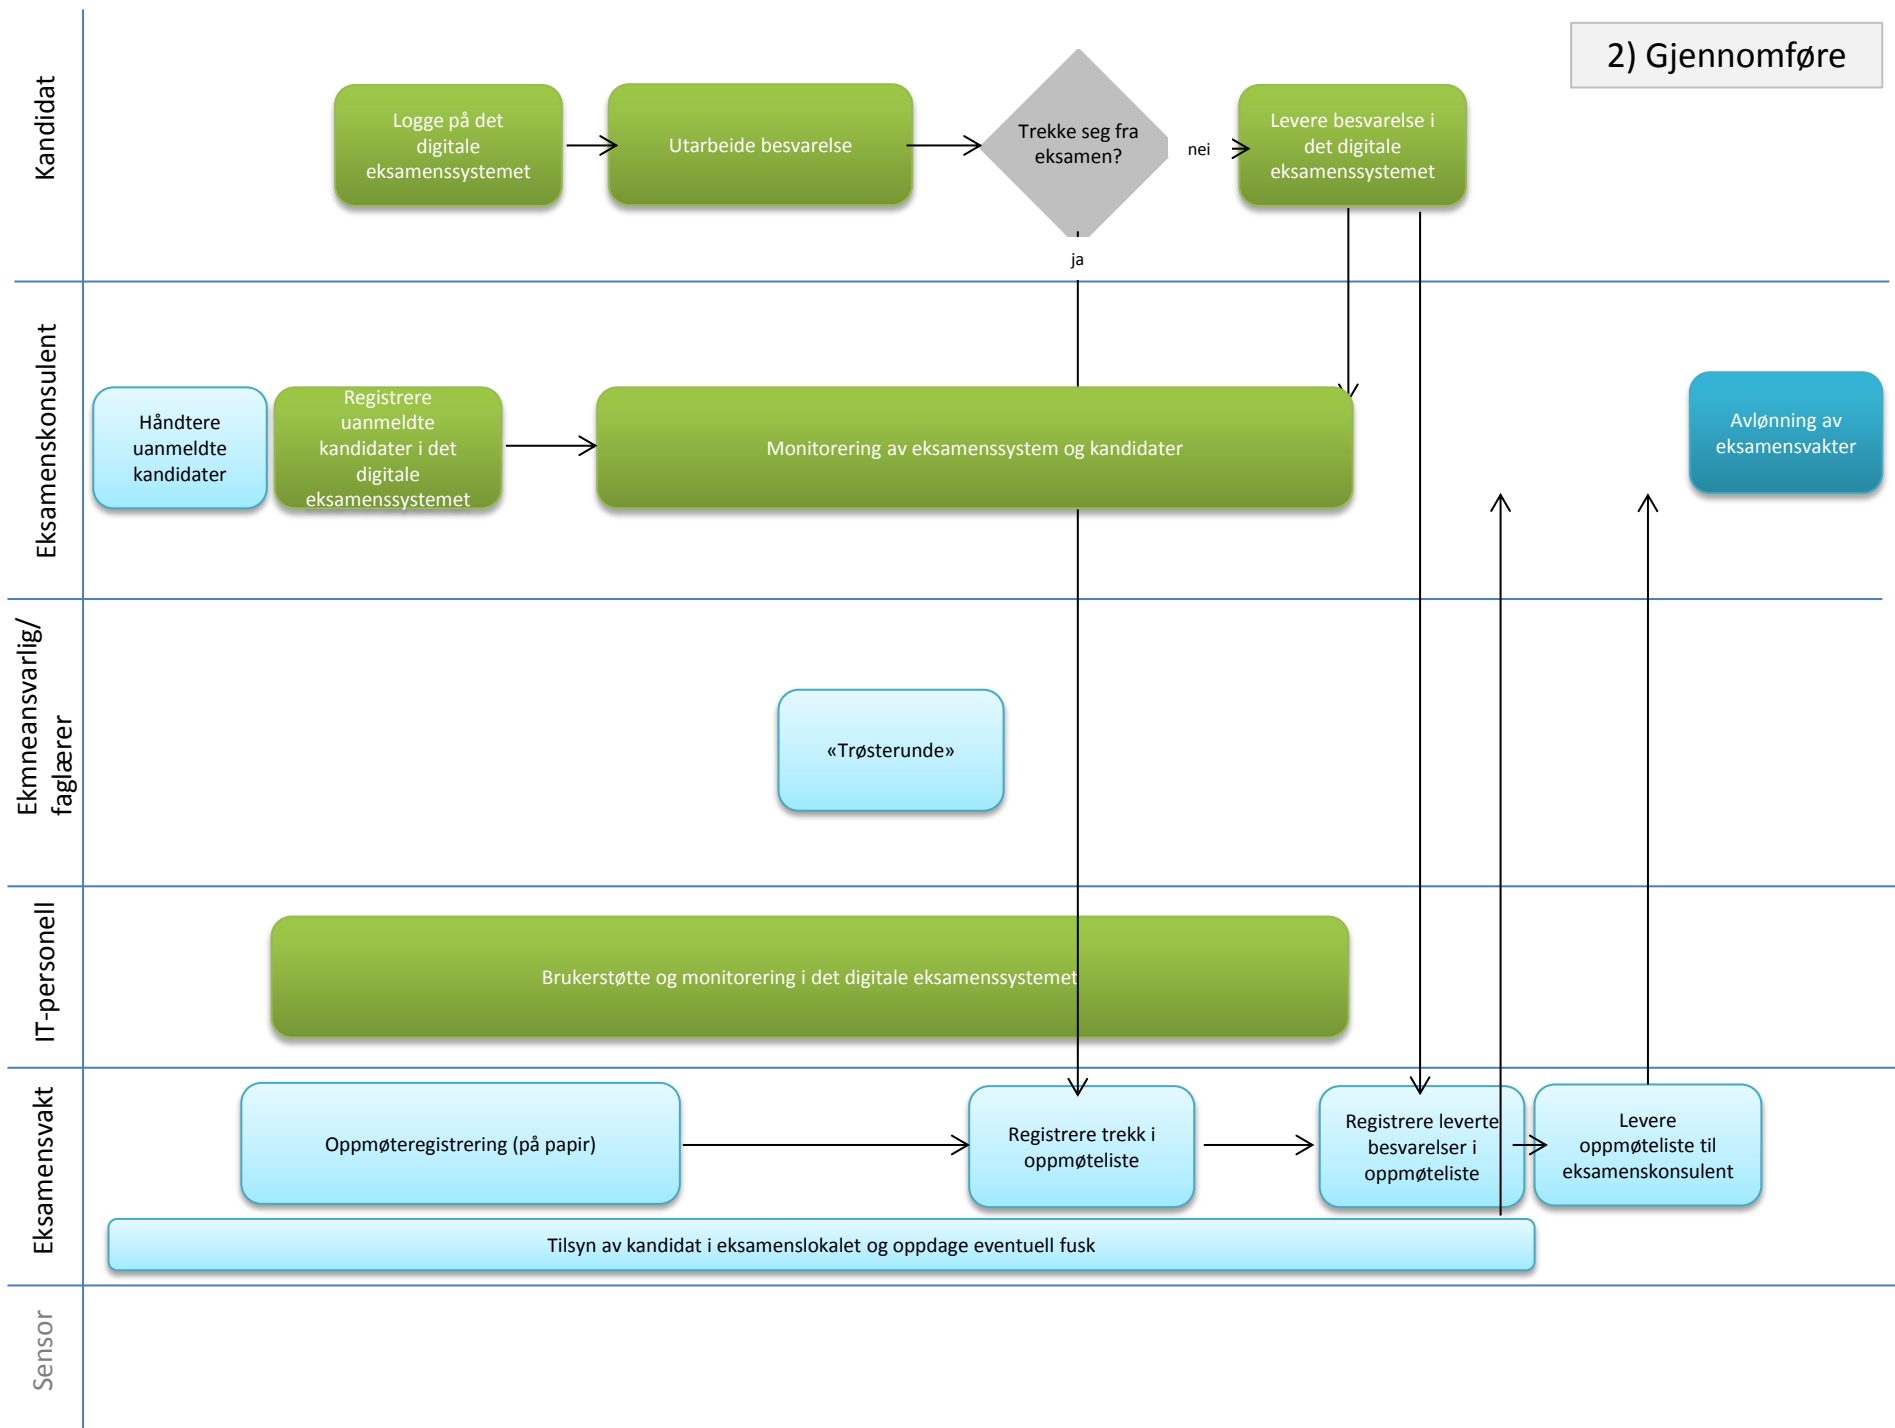 2) Gjennomføre
Kandidat
Logge på det
digitale
eksamenssystemet
Utarbeide besvarelse
Trekke seg fra
eksamen?
nei
ja
Levere besvarelse i
det digitale
eksamenssystemet
Eksamenskonsulent
Håndtere
uanmeldte
kandidater
Registrere
uanmeldte
kandidater i det
digitale
eksamenssystemet
Monitorering av eksamenssystem og kandidater
Avlønning av
eksamensvakter
Ekmneansvarlig/
faglærer
«Trøsterunde»
IT-personell
Brukerstøtte og monitorering i det digitale eksamenssystemet
Eksamensvakt
Oppmøteregistrering (på papir)
Registrere trekk i
oppmøteliste
Registrere leverte
besvarelser i
oppmøteliste
Levere
oppmøteliste til
eksamenskonsulent
Tilsyn av kandidat i eksamenslokalet og oppdage eventuell fusk
Sensor